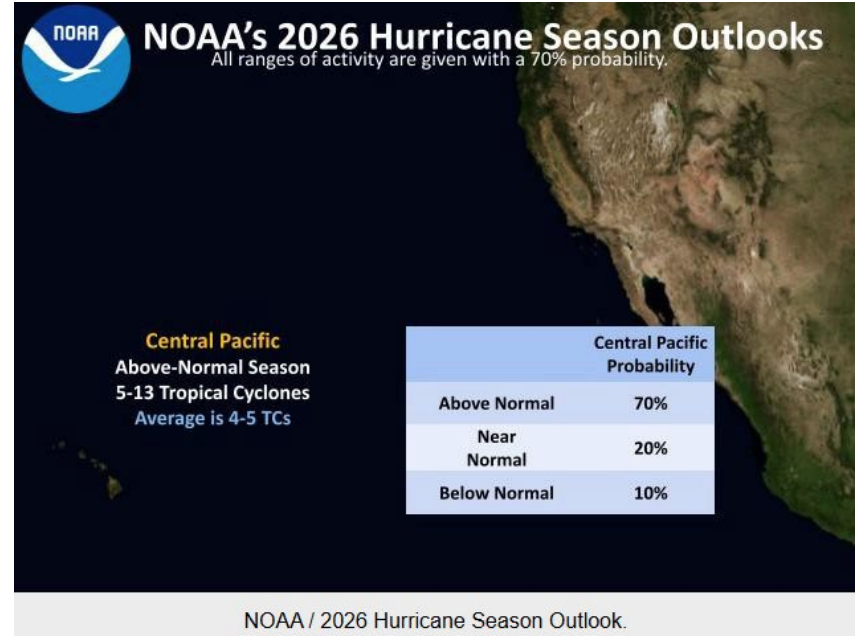 NOAA
NOAA's 2026 Hurricane Season Outlooks
All ranges of activity are given with a 70% probability.
Central Pacific
Above-Normal Season
5-13 Tropical Cyclones
Average is 4-5 TCs
Central Pacific
Probability
Above Normal 70%
Near
Normal 20%
Below Normal 10%
NOAA / 2026 Hurricane Season Outlook.